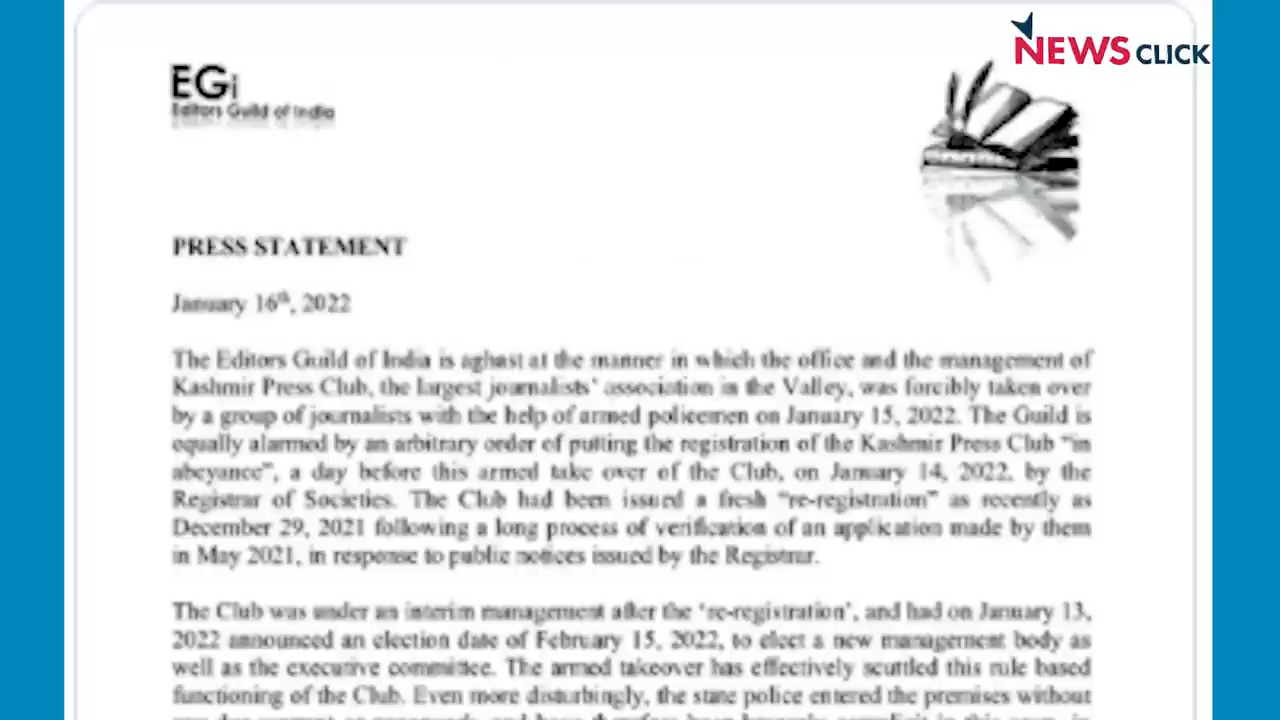 NEWS CLICK
EGi
Editors Guild of India
PRESS STATEMENT
January 16th, 2022
The Editors Guild of India is aghast at the manner in which the office and the management of
Kashmir Press Club, the largest journalists' association in the Valley, was forcibly taken over
by a group of journalists with the help of armed policemen on January 15, 2022. The Guild is
equally alarmed by an arbitrary order of putting the registration of the Kashmir Press Club "in
abeyance", a day before this armed take over of the Club, on January 14, 2022, by the
Registrar of Societies. The Club had been issued a fresh "re-registration" as recently as
December 29, 2021 following a long process of verification of an application made by them
in May 2021, in response to public notices issued by the Registrar.
The Club was under an interim management after the 're-registration', and had on January 13,
2022 announced an election date of February 15, 2022, to elect a new management body as
well as the executive committee. The armed takeover has effectively scuttled this rule based
functioning of the Club. Even more disturbingly, the state police entered the premises without